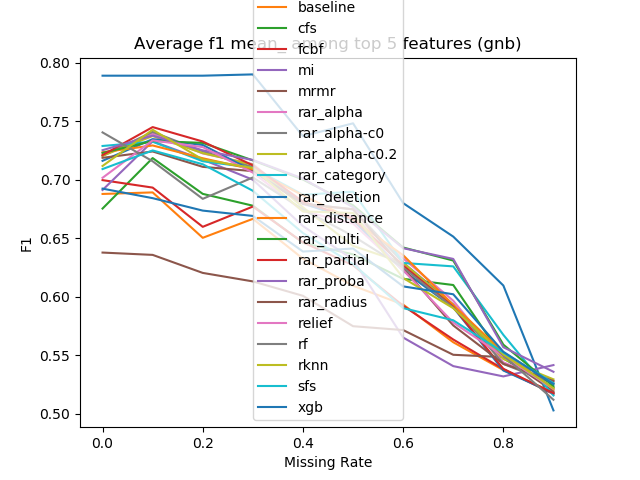 baseline
cfs
Average f1 mean_ among top 5 features (gnb)
fcbf
mi
mrmr
rar_alpha
rar_alpha-c0
rar_alpha-c0.2
rar_category
rar_deletion
rar_distance
rar_multi
rar_partial
rar_proba
rar_radius
relief
rf
rknn
sfs
xgb
0.80
0.75
0.70
0.65
0.60
0.55
0.50
F1
0.0 0.2 0.4 0.6 0.8
Missing Rate